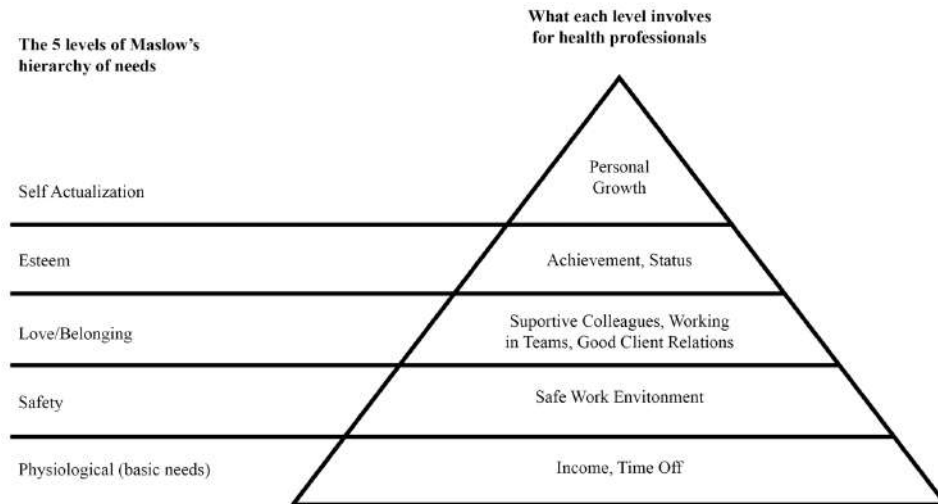 What each level involves
for health professionals
The 5 levels of Maslow's
hierarchy of needs
Personal
Growth
Self Actualization
Esteem
Achievement, Status
Suportive Colleagues, Working
in Teams, Good Client Relations
Love/Belonging
Safety
Safe Work Envitonment
Physiological (basic needs)
Income, Time Off